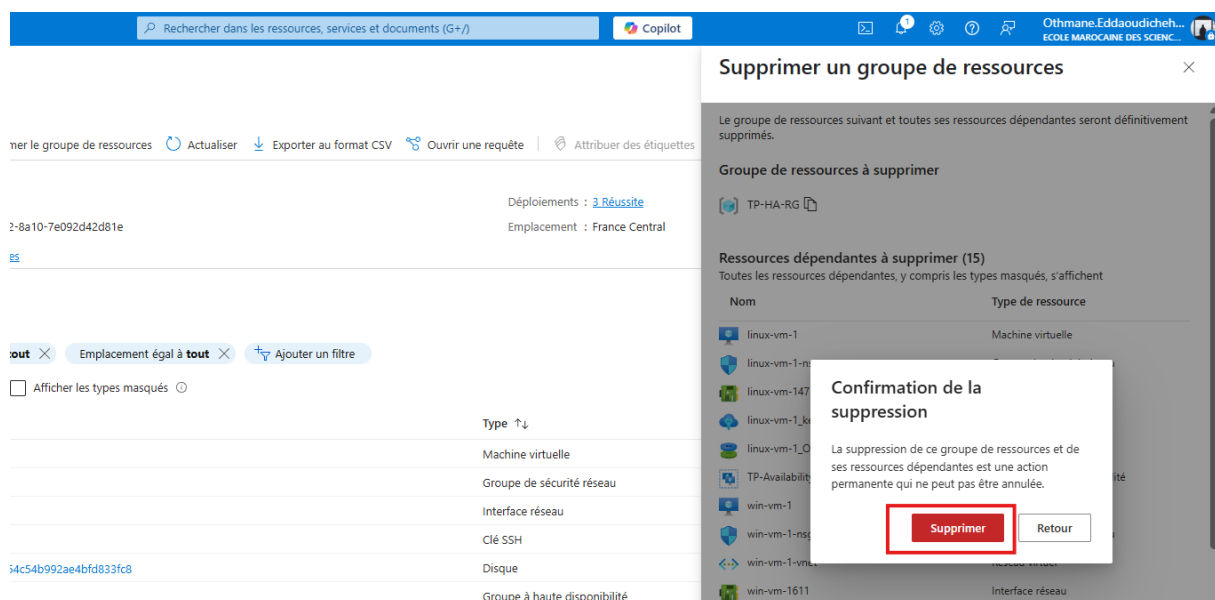 Rechercher dans les ressources, services et documents (G+/)
Copilot
1
Othmane.Eddaoudicheh...
ECOLE MAROCAINE DES SCIENC...
mer le groupe de ressources
Actualiser
Exporter au format CSV
Ouvrir une requête
Attribuer des étiquettes
Déploiements : 3 Réussite
2-8a10-7e092d42d81e
Emplacement : France Central
es
tout
Emplacement égal à tout
Ajouter un filtre
Afficher les types masqués
Type
Machine virtuelle
Groupe de sécurité réseau
Interface réseau
Clé SSH
54c54b992ae4bfd833fc8
Disque
Groupe à haute disponibilité
Supprimer un groupe de ressources
Le groupe de ressources suivant et toutes ses ressources dépendantes seront définitivement
supprimés.
Groupe de ressources à supprimer
TP-HA-RG
Ressources dépendantes à supprimer (15)
Toutes les ressources dépendantes, y compris les types masqués, s'affichent
Nom Type de ressource
linux-vm-1 Machine virtuelle
linux-vm-1-ns
linux-vm-147
linux-vm-1_ke
linux-vm-1_O
TP-Availability ité
win-vm-1
win-vm-1-nsg
win-vm-1-vnet
win-vm-1611 Interface réseau
Confirmation de la
suppression
La suppression de ce groupe de ressources et de
ses ressources dépendantes est une action
permanente qui ne peut pas être annulée.
Supprimer
Retour